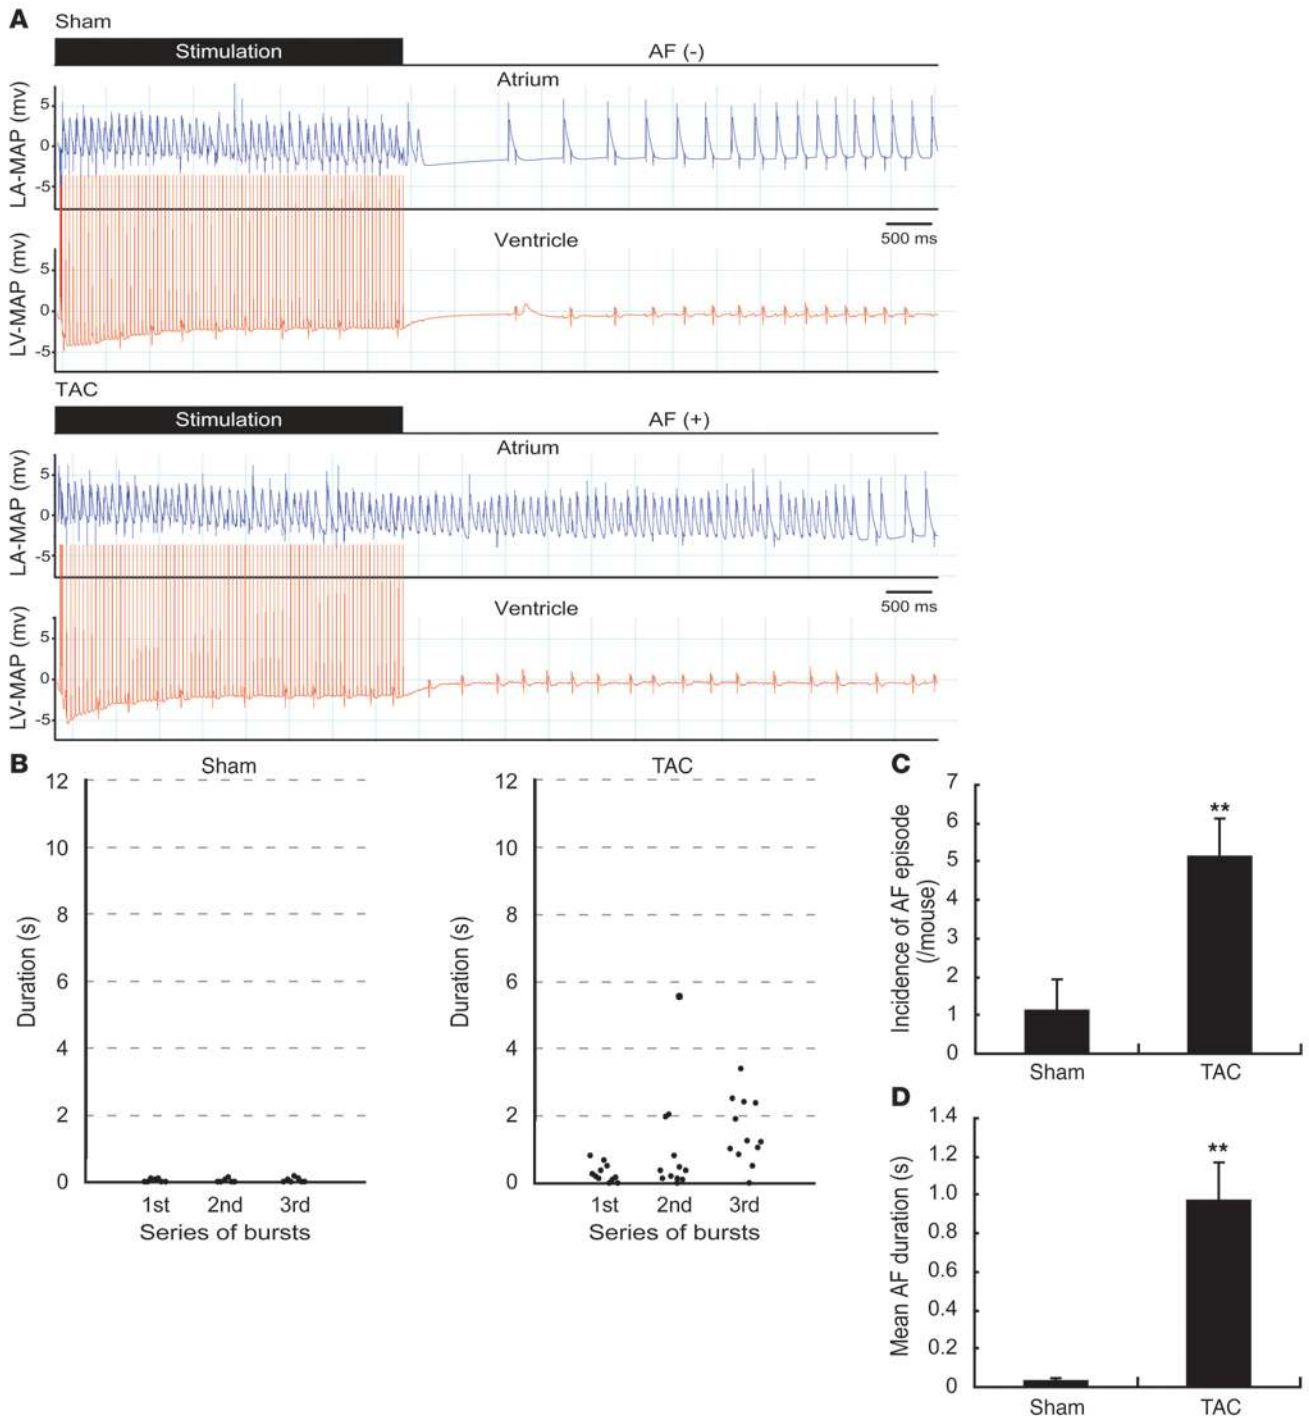 A
Sham
Stimulation
AF (-)
Atrium
LA-MAP (mv)
5
0
-5
500 ms
Ventricle
LV-MAP (mv)
5
0
-5
TAC
Stimulation
AF (+)
Atrium
LA-MAP (mv)
5
0
-5
500 ms
Ventricle
LV-MAP (mv)
5
0
-5
B
Sham
12
10
8
6
4
2
0
Duration (s)
1st 2nd 3rd
Series of bursts
TAC
12
10
8
6
4
2
0
Duration (s)
1st 2nd 3rd
Series of bursts
C
Incidence of AF episode
(/mouse)
7
6
5
4
3
2
1
0
**
Sham TAC
D
Mean AF duration (s)
1.4
1.2
1.0
0.8
0.6
0.4
0.2
0
**
Sham TAC